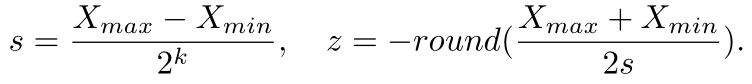 $s = \frac{X_{max} - X_{min}}{2^k}, \quad z = -round(\frac{X_{max} + X_{min}}{2s}).$